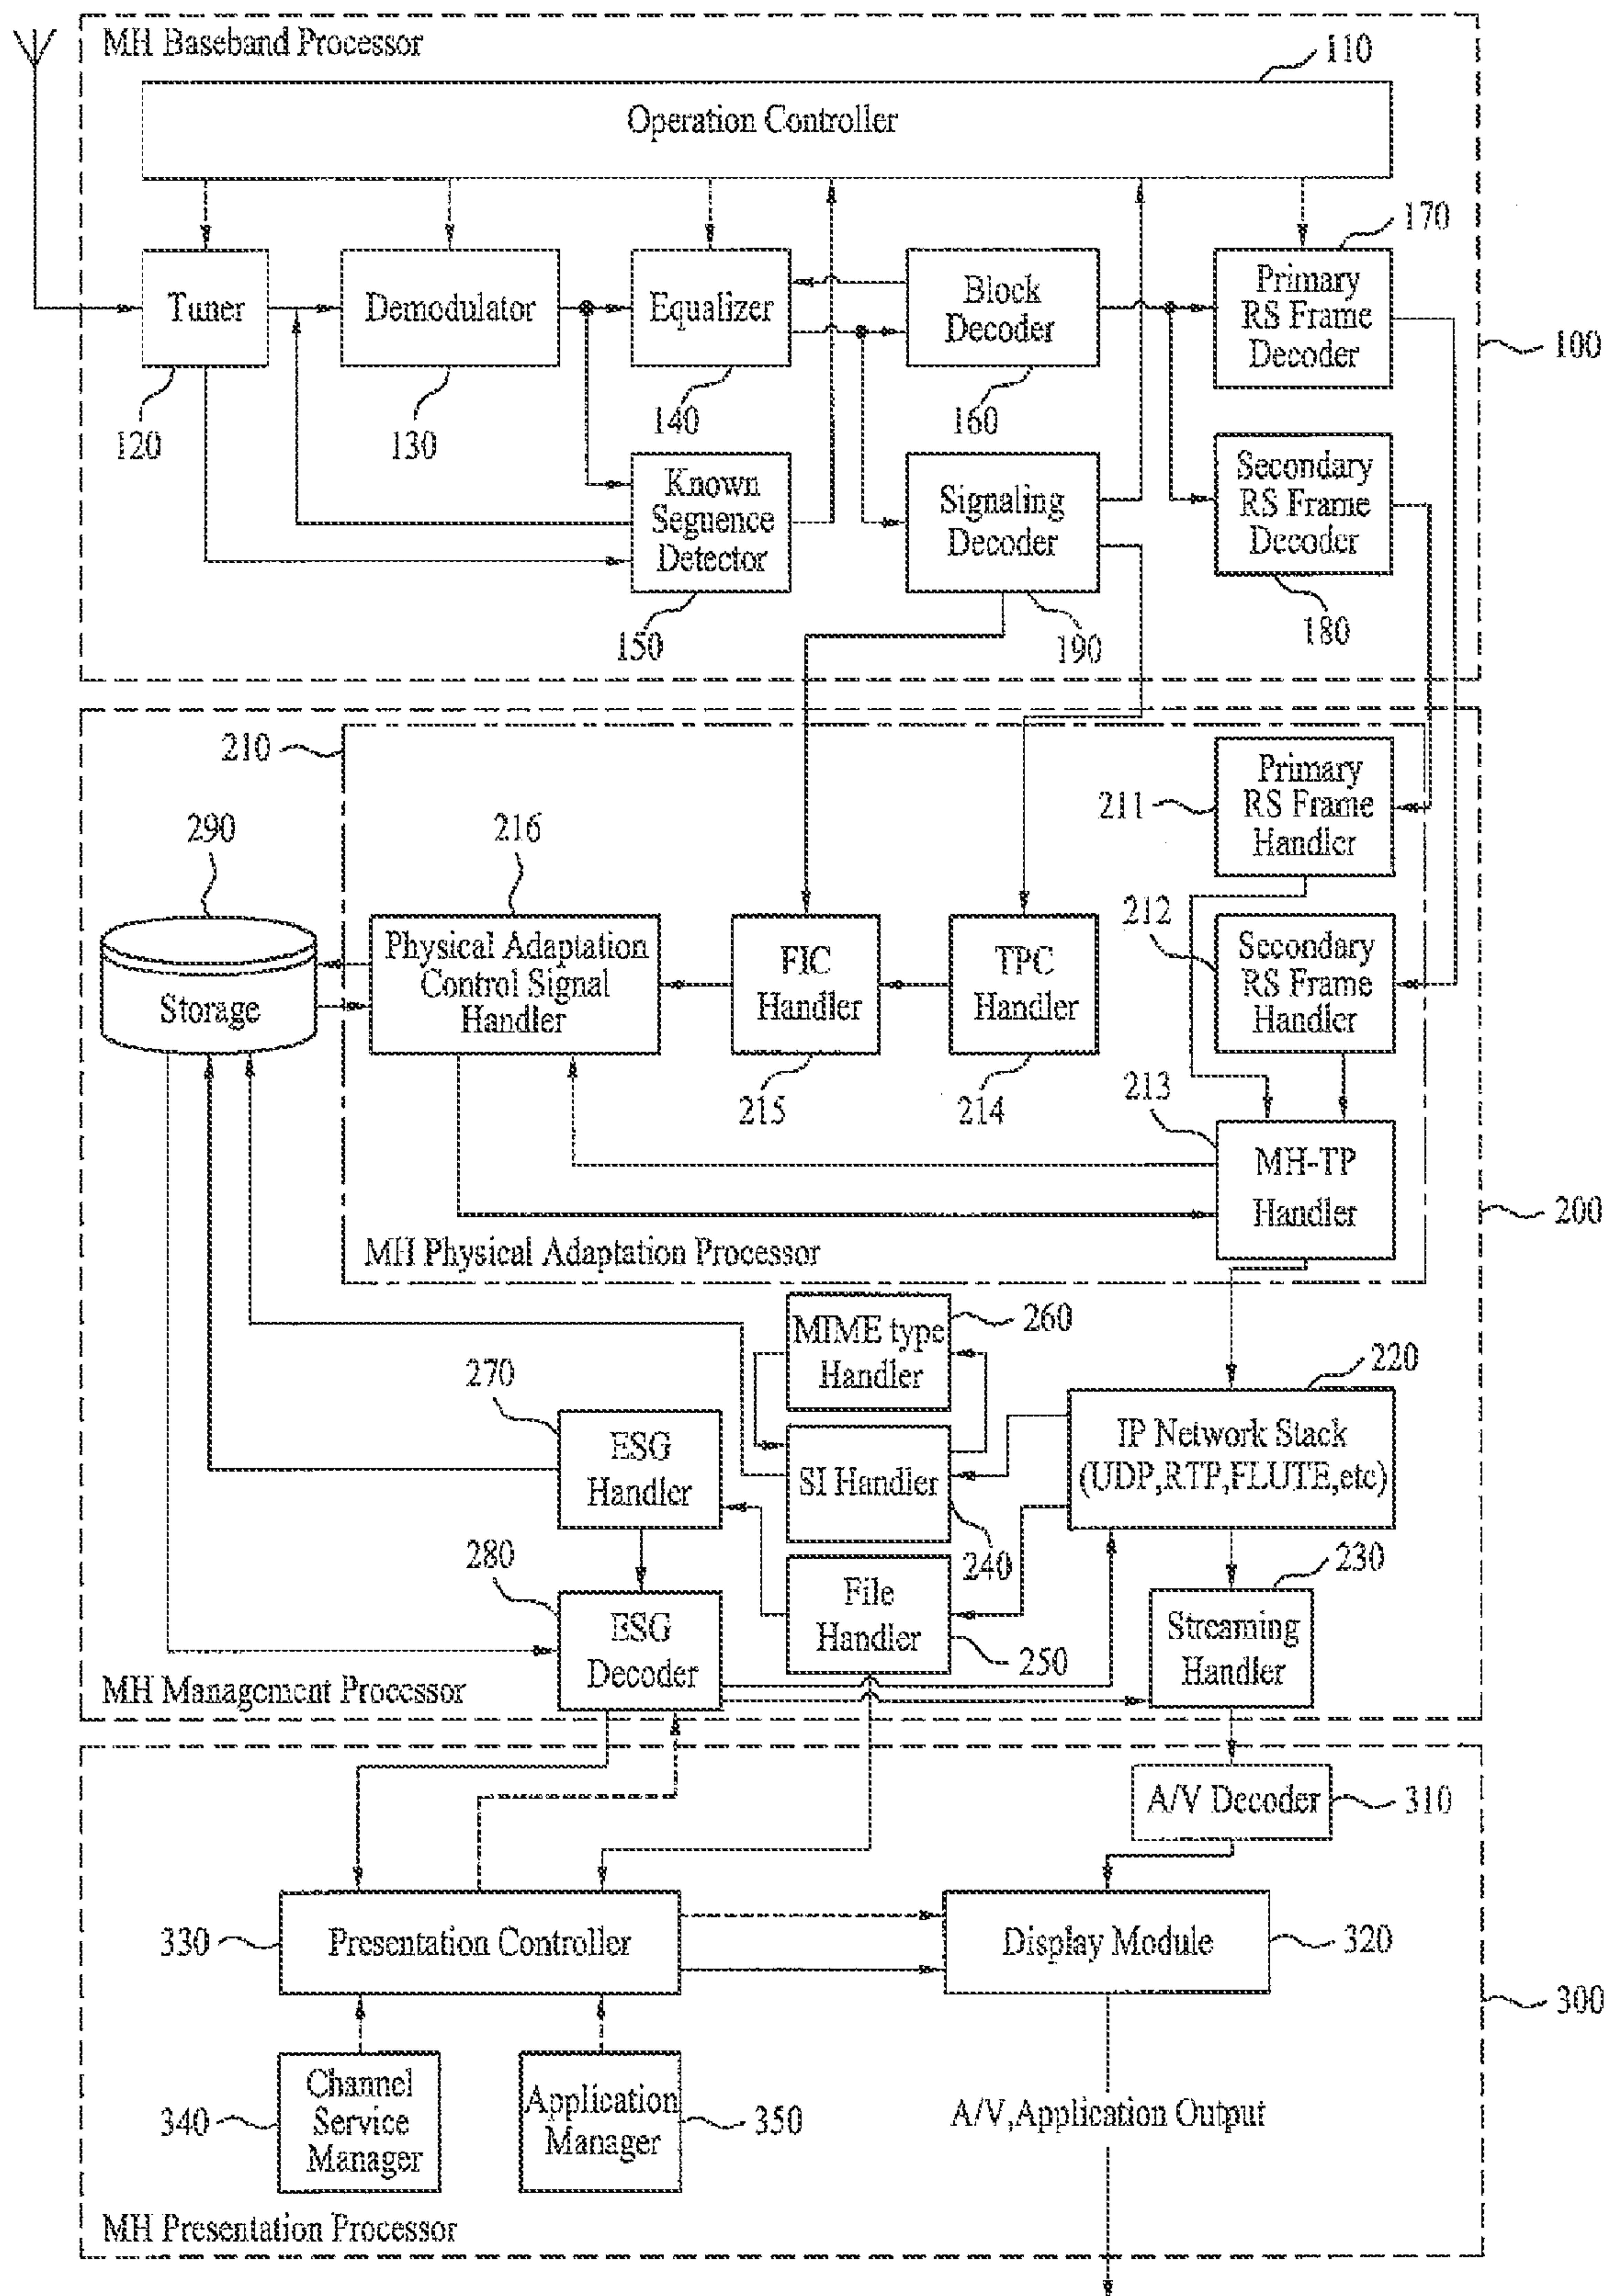 MH Baseband Processor
110
Operation Controller
170
Tuner
Demodulator
Equalizer
Block
Decoder
Primary
RS Frame
Decoder
100
120
130
140
160
Known
Seguence
Detector
Signaling
Decoder
Secondary
RS Frame
Decoder
150
190
180
210
Primary
RS Frame
Handler
211
290
216
212
Storage
Physical Adaptation
Control Signal
Handler
FIC
Handler
TPC
Handler
Secondary
RS Frame
Handler
215
214
213
MH-TP
Handler
200
MH Physical Adaptation Processor
MIME type
Handler
260
270
220
ESG
Handler
SI Handler
IP Network Stack
(UDP,RTP,FLUTE,etc)
280
240
230
ESG
Decoder
File
Handler
250
Streaming
Handler
MH Management Processor
A/V Decoder
310
330
Presentation Controller
Display Module
320
300
340
Channel
Service
Manager
Application
Manager
350
A/V,Application Output
MH Presentation Processor